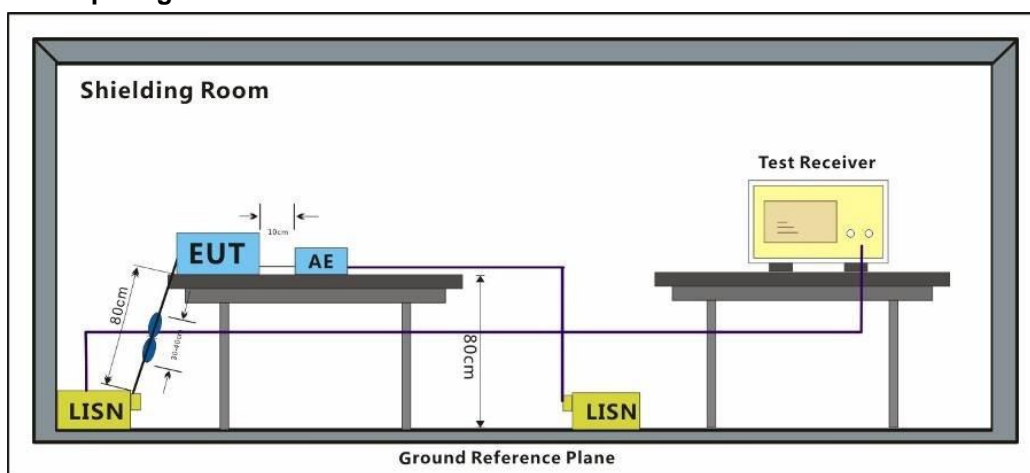 Shielding Room
Test Receiver
10cm
EUT
AE
80cm
30-40cm
80cm
LISN
LISN
Ground Reference Plane